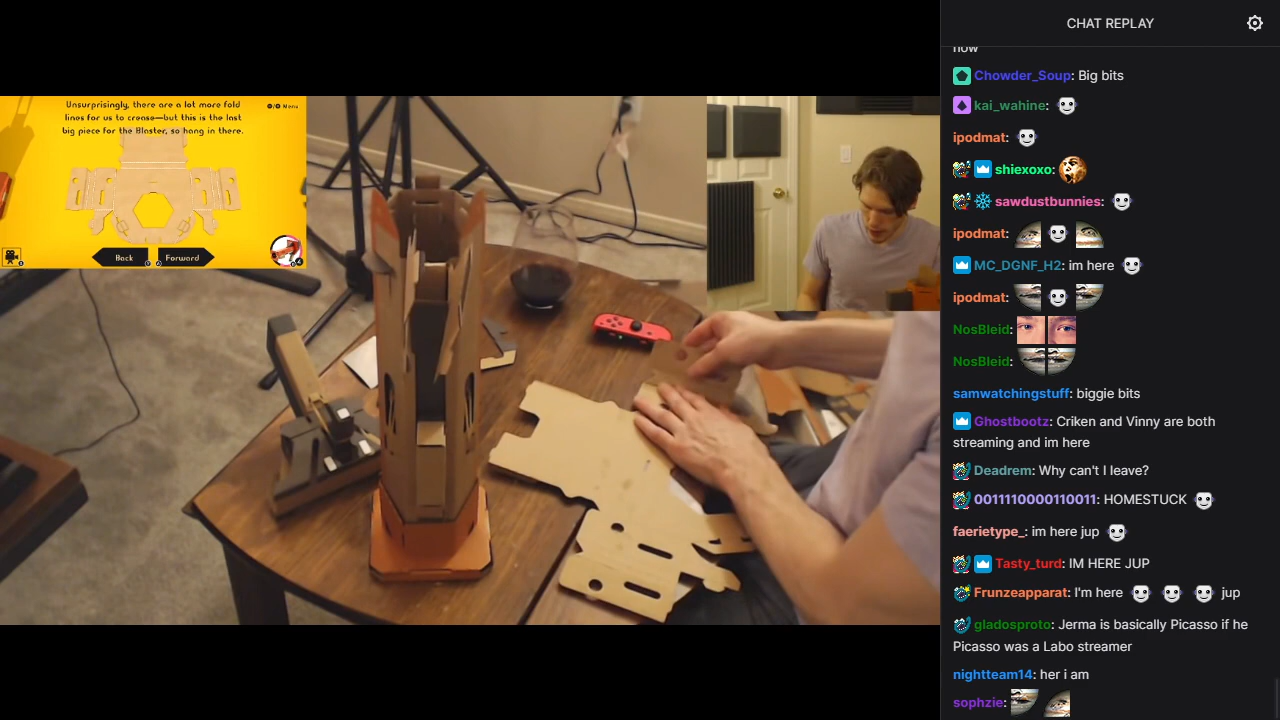 Unsurprisingly, there are a lot more fold
lines for us to crease—but this is the last
big piece for the Blaster, so hang in there.
Menu
Back
Forward
CHAT REPLAY
now
Chowder_Soup: Big bits
kai_wahine:
ipodmat:
shiexoxo:
sawdustbunnies:
ipodmat:
MC_DGNF_H2: im here
ipodmat:
NosBleid:
NosBleid:
samwatchingstuff: biggie bits
Ghostbootz: Criken and Vinny are both
streaming and im here
Deadrem: Why can't I leave?
0011110000110011: HOMESTUCK
faerietype_: im here jup
Tasty_turd: IM HERE JUP
Frunzeapparat: I'm here jup
gladosproto: Jerma is basically Picasso if he
Picasso was a Labo streamer
nightteam14: her i am
sophzie: